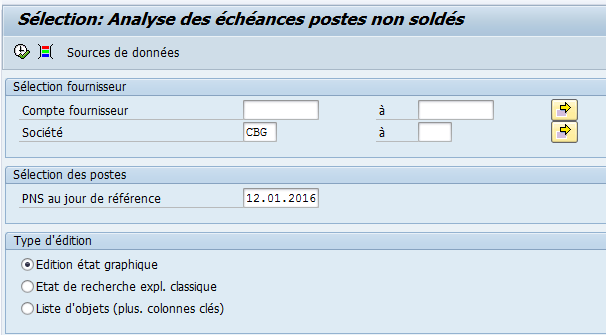 Sélection: Analyse des échéances postes non soldés
Sources de données
Sélection fournisseur
Compte fournisseur à
Société CBG à
Sélection des postes
PNS au jour de référence 12.01.2016
Type d'édition
Edition état graphique
Etat de recherche expl. classique
Liste d'objets (plus. colonnes clés)